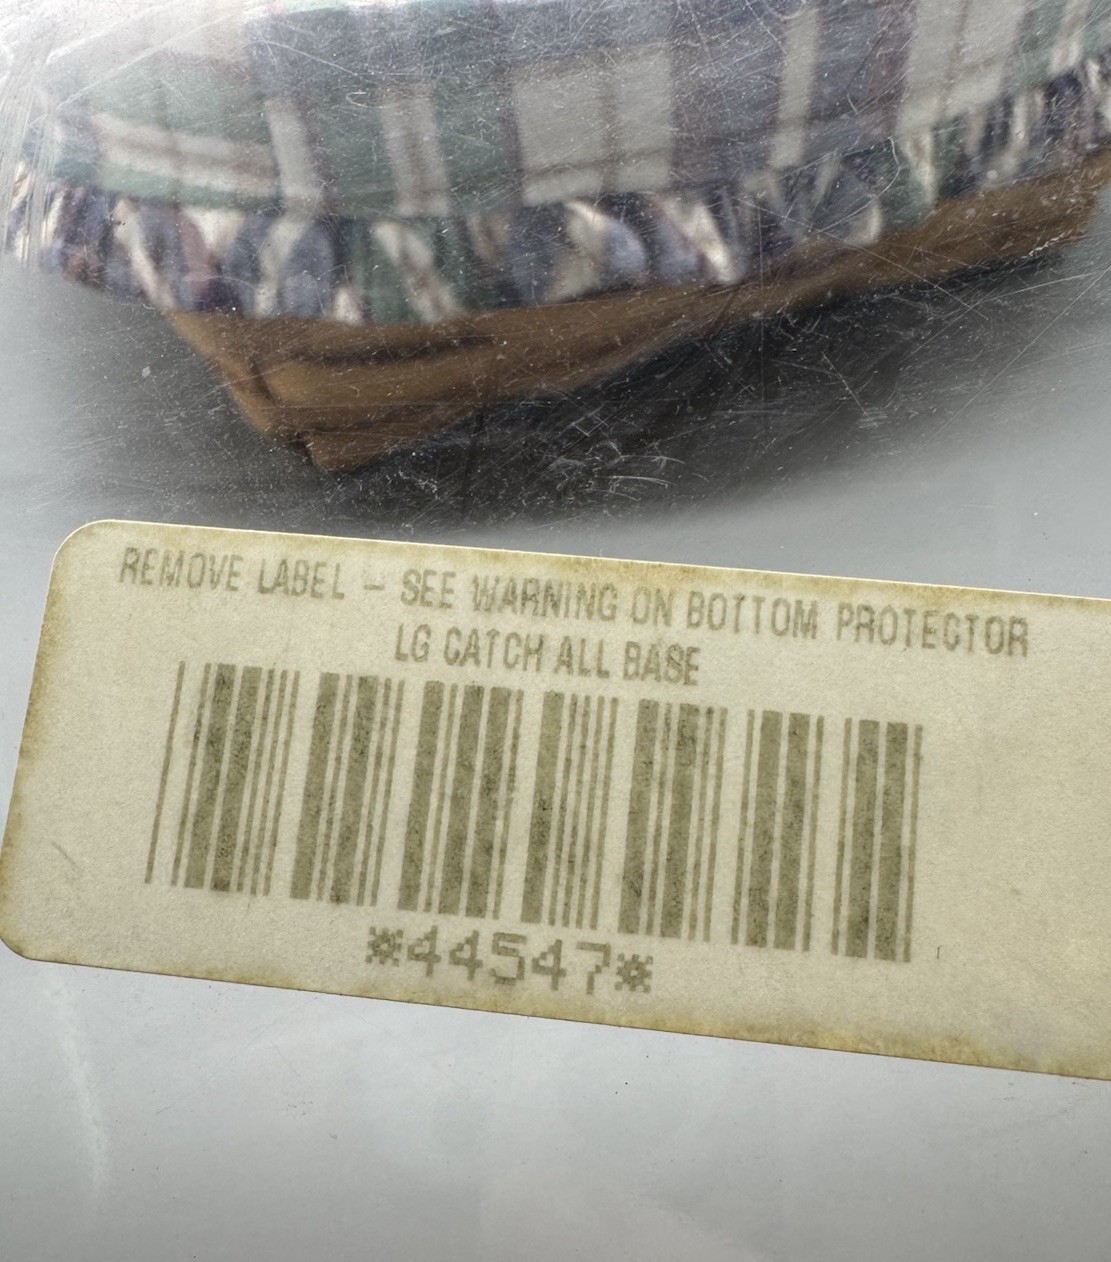 REMOVE LABEL - SEE WARNING ON BOTTOM PROTECTOR
LG CATCH ALL BASE
*44547*